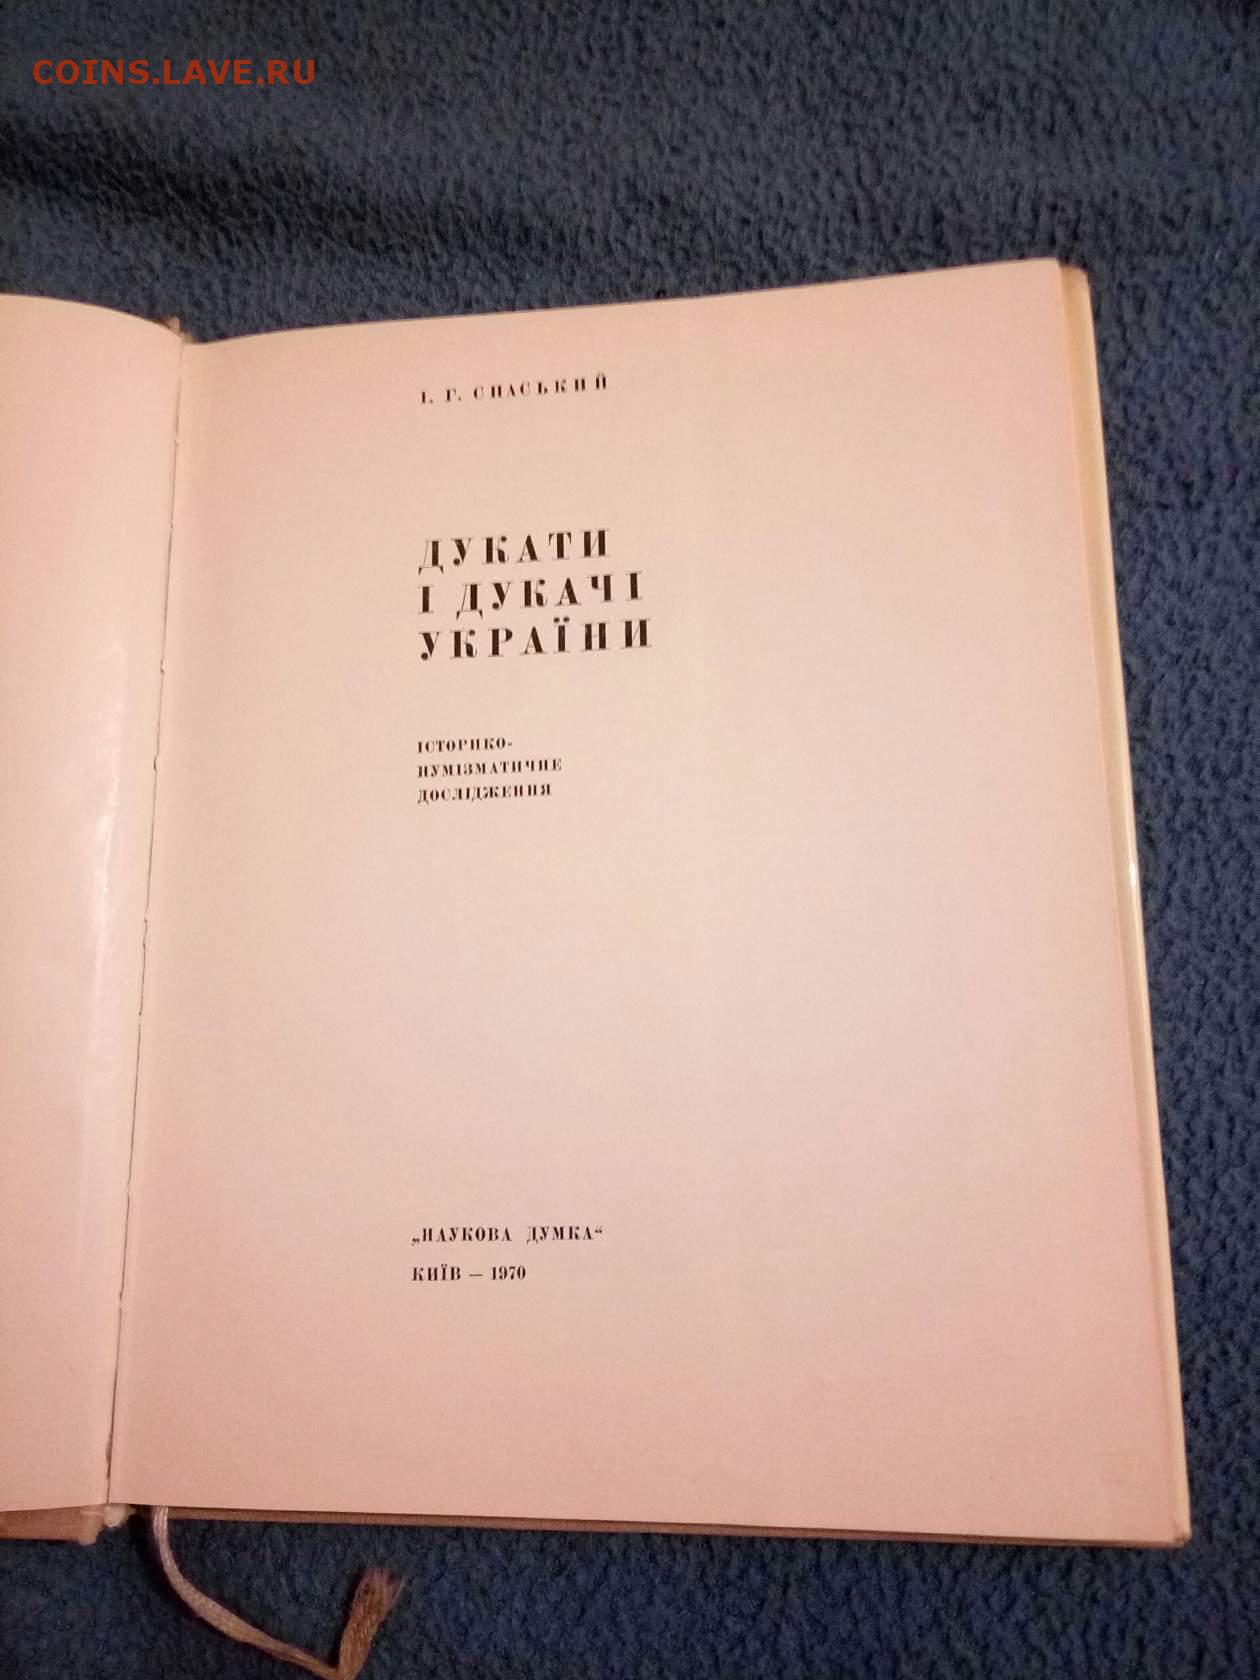 COINS.LAVE.RU
І. Г. СПАСЬКИЙ
ДУКАТИ
І ДУКАЧІ
УКРАЇНИ
ІСТОРИКО-
НУМІЗМАТИЧНЕ
ДОСЛІДЖЕННЯ
„НАУКОВА ДУМКА“
КИЇВ — 1970